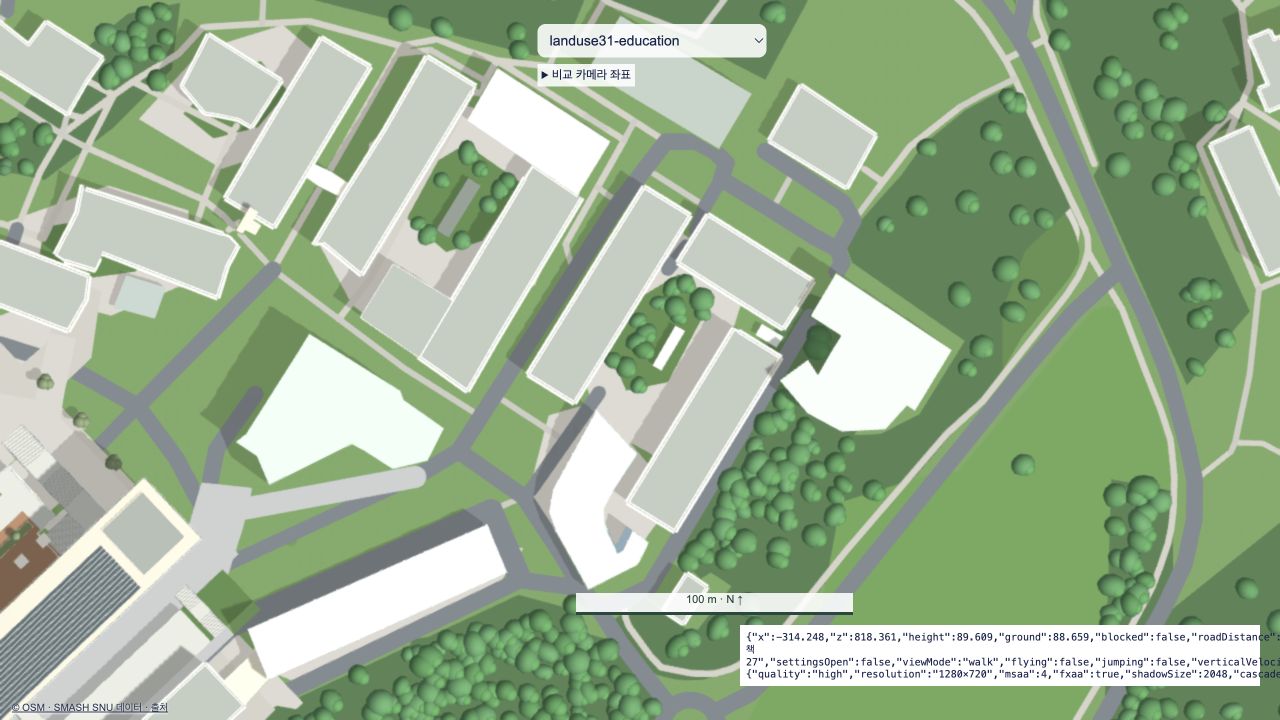 landuse31-education
▶ 비교 카메라 좌표
100 m · N ↑
{"x":−314.248,"z":818.361,"height":89.609,"ground":88.659,"blocked":false,"roadDistance":
책
27","settingsOpen":false,"viewMode":"walk","flying":false,"jumping":false,"verticalVeloci
{"quality":"high","resolution":"1280×720","msaa":4,"fxaa":true,"shadowSize":2048,"cascade
© OSM · SMASH SNU 데이터 · 출처